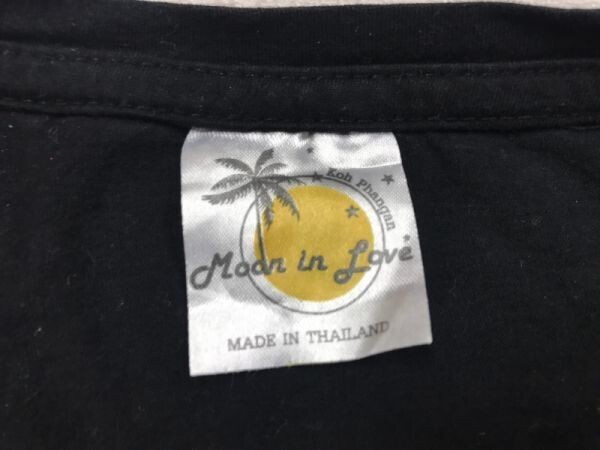 Koh Phangan
Moon in Love
MADE IN THAILAND